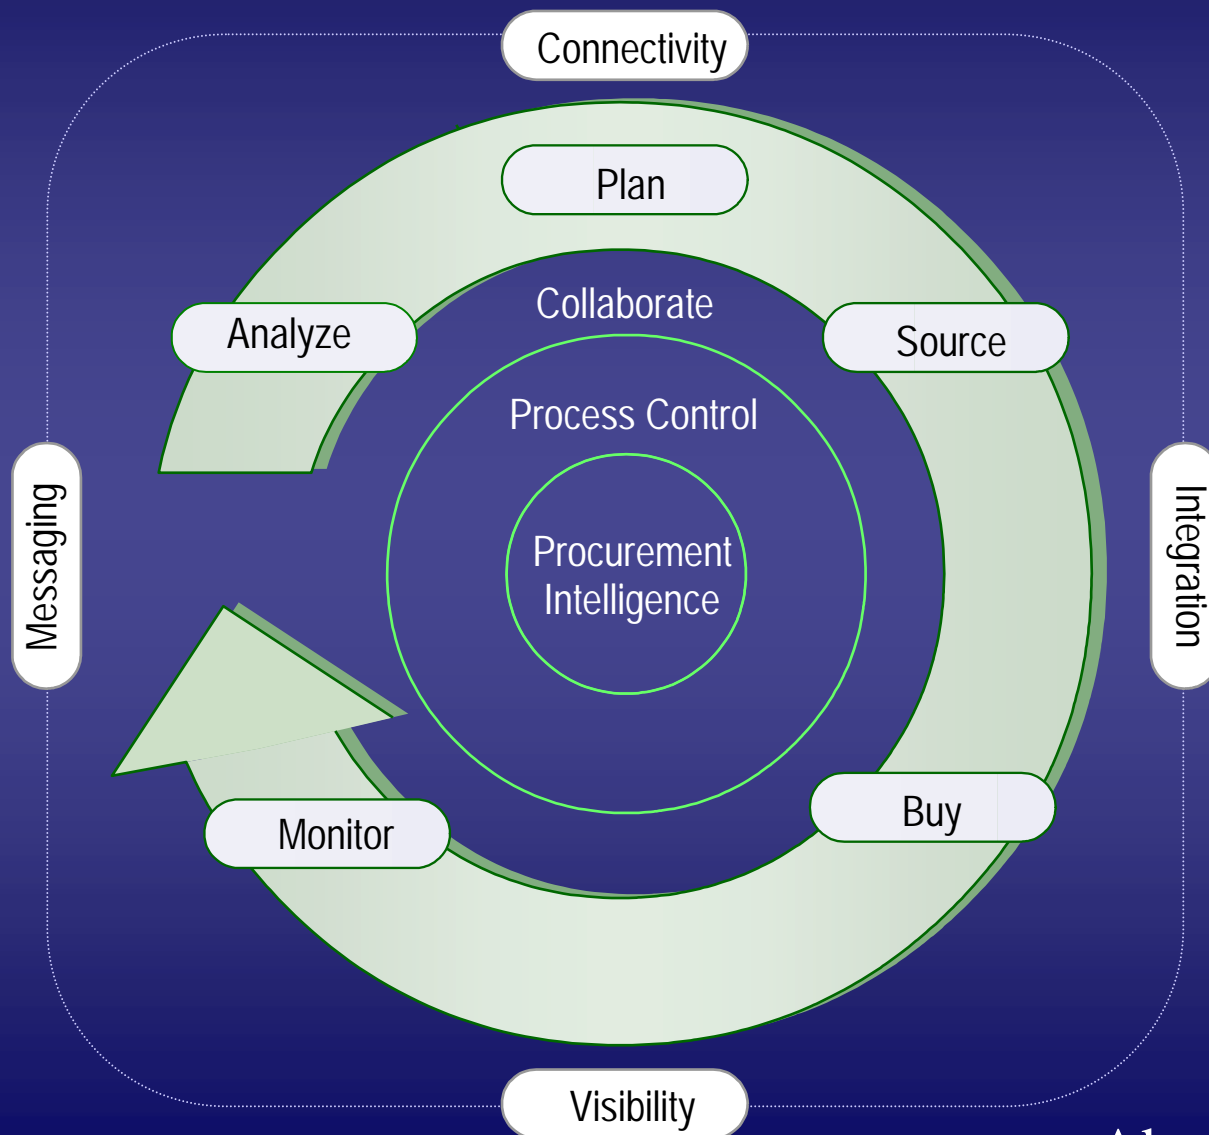 Connectivity
Plan
Collaborate
Analyze
Source
Process Control
Messaging
Integration
Procurement
Intelligence
Buy
Monitor
Visibility